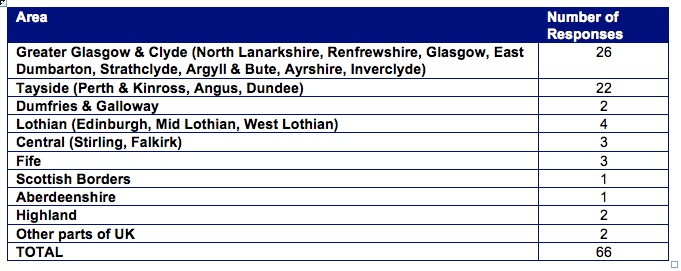 Area Number of
Responses
Greater Glasgow & Clyde (North Lanarkshire, Renfrewshire, Glasgow, East 26
Dumbarton, Strathclyde, Argyll & Bute, Ayrshire, Inverclyde)
Tayside (Perth & Kinross, Angus, Dundee) 22
Dumfries & Galloway 2
Lothian (Edinburgh, Mid Lothian, West Lothian) 4
Central (Stirling, Falkirk) 3
Fife 3
Scottish Borders 1
Aberdeenshire 1
Highland 2
Other parts of UK 2
TOTAL 66